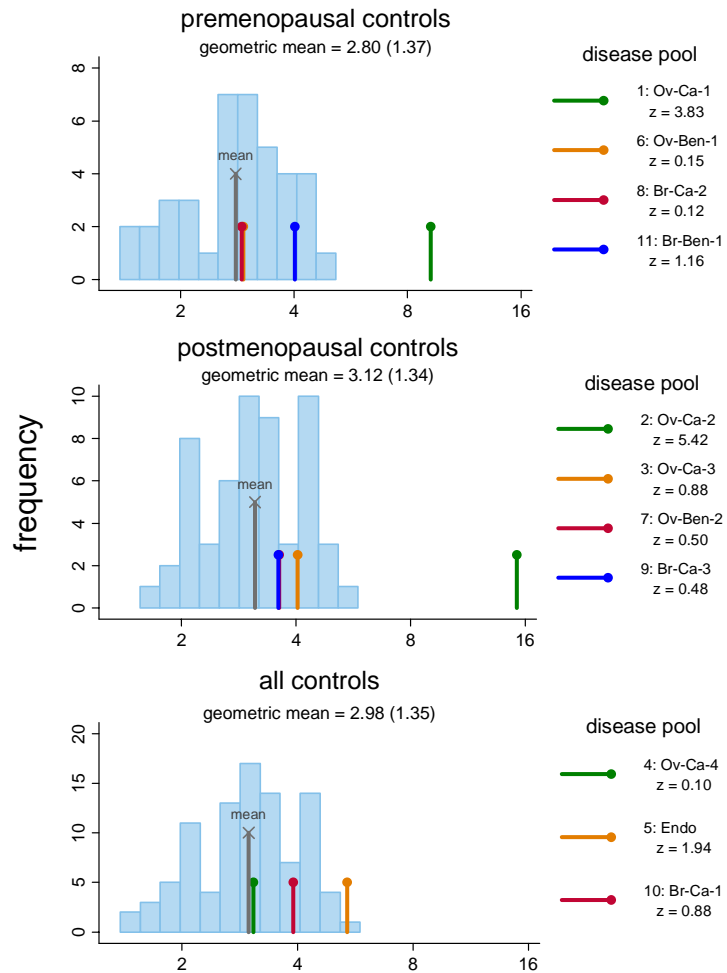 premenopausal controls
geometric mean = 2.80 (1.37)
disease pool
1: Ov-Ca-1
z = 3.83
6: Ov-Ben-1
z = 0.15
8: Br-Ca-2
z = 0.12
11: Br-Ben-1
z = 1.16
mean
0
2
4
6
8
2
4
8
16
postmenopausal controls
geometric mean = 3.12 (1.34)
disease pool
2: Ov-Ca-2
z = 5.42
3: Ov-Ca-3
z = 0.88
7: Ov-Ben-2
z = 0.50
9: Br-Ca-3
z = 0.48
mean
frequency
0
2
4
6
8
10
2
4
8
16
all controls
geometric mean = 2.98 (1.35)
disease pool
4: Ov-Ca-4
z = 0.10
5: Endo
z = 1.94
10: Br-Ca-1
z = 0.88
mean
0
5
10
15
20
2
4
8
16